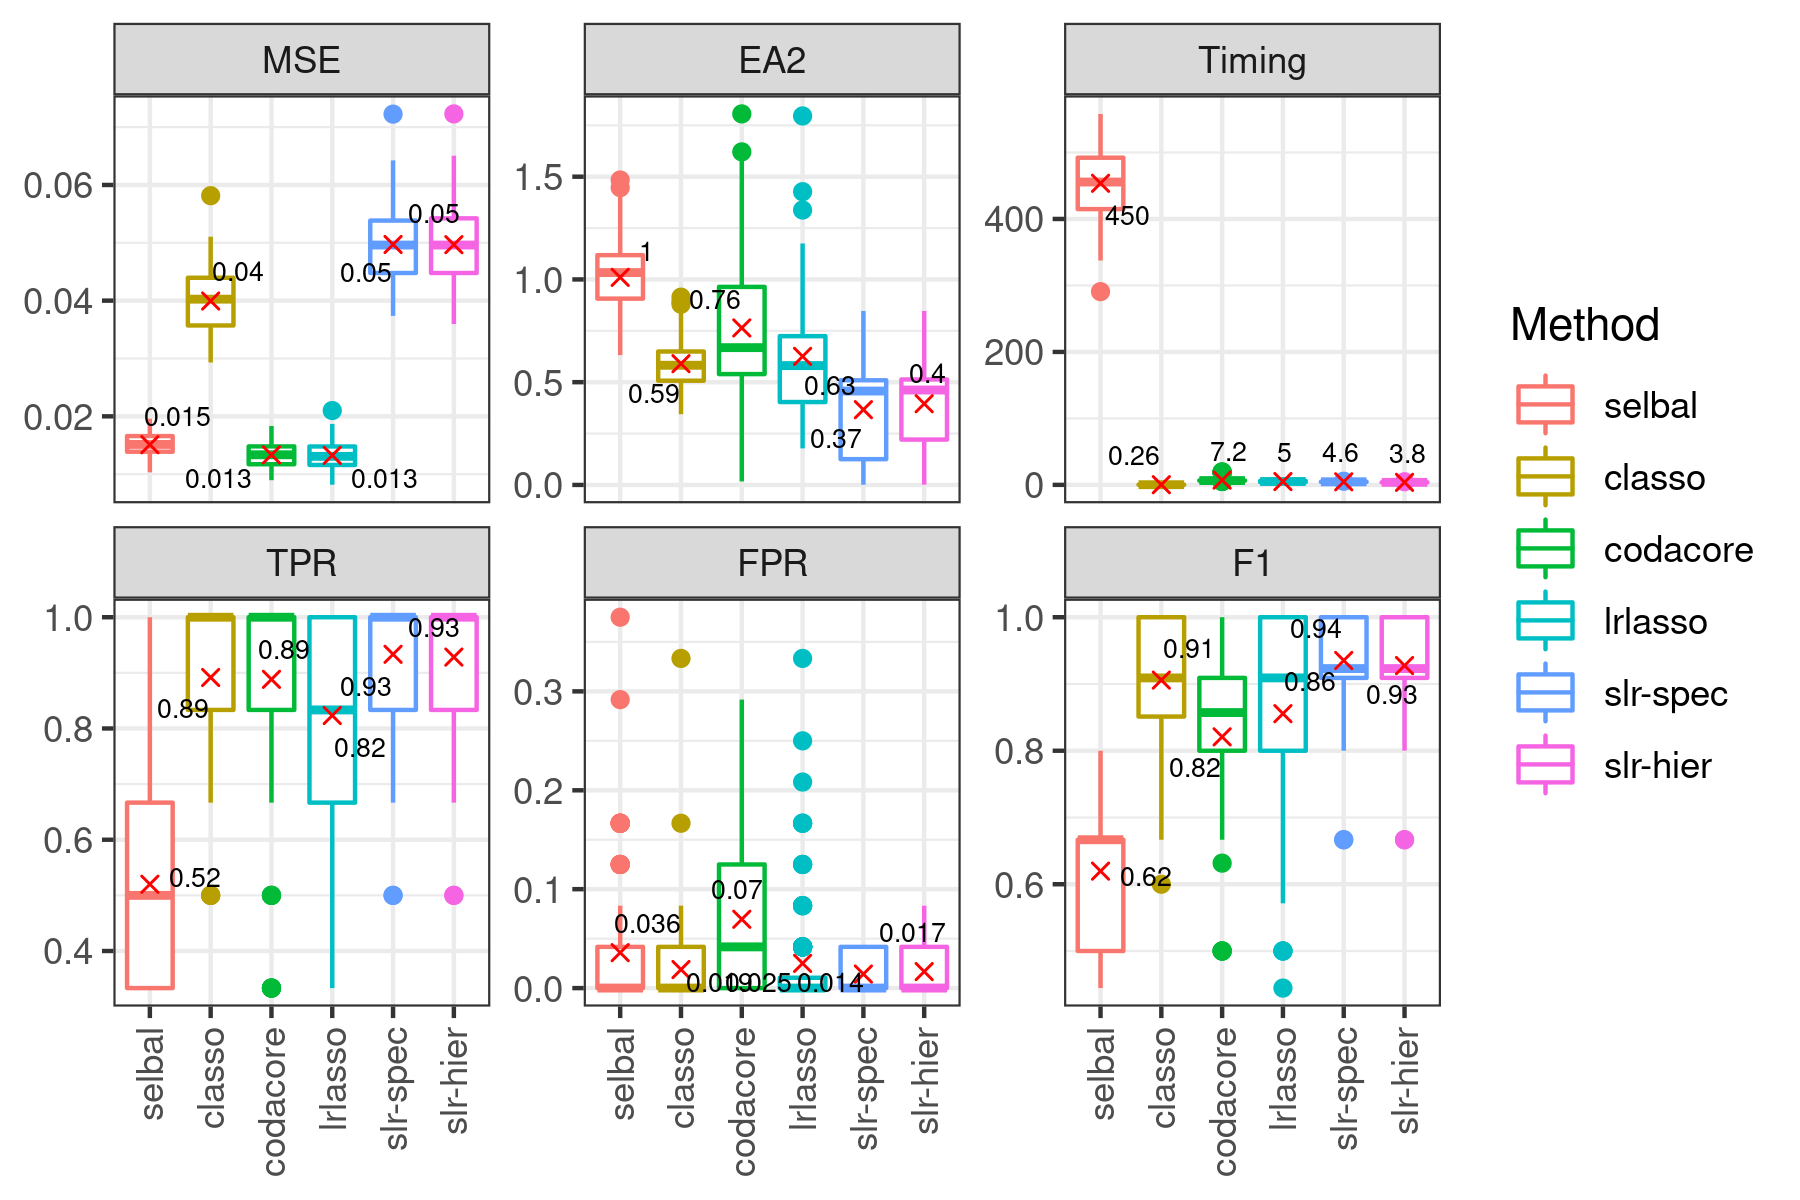 MSE
EA2
Timing
0.06
0.04
0.02
0.015
0.04
0.013
0.013
0.05
0.05
1.5
1.0
0.5
0.0
1
0.59
0.76
0.63
0.37
0.4
400
200
0
450
0.26
7.2
5
4.6
3.8
TPR
FPR
F1
1.0
0.8
0.6
0.4
0.52
0.89
0.89
0.82
0.93
0.93
0.3
0.2
0.1
0.0
0.036
0.019
0.07
0.025
0.014
0.017
1.0
0.8
0.6
0.62
0.91
0.82
0.86
0.94
0.93
selbal
classo
codacore
lrlasso
slr-spec
slr-hier
selbal
classo
codacore
lrlasso
slr-spec
slr-hier
selbal
classo
codacore
lrlasso
slr-spec
slr-hier
Method
selbal
classo
codacore
lrlasso
slr-spec
slr-hier